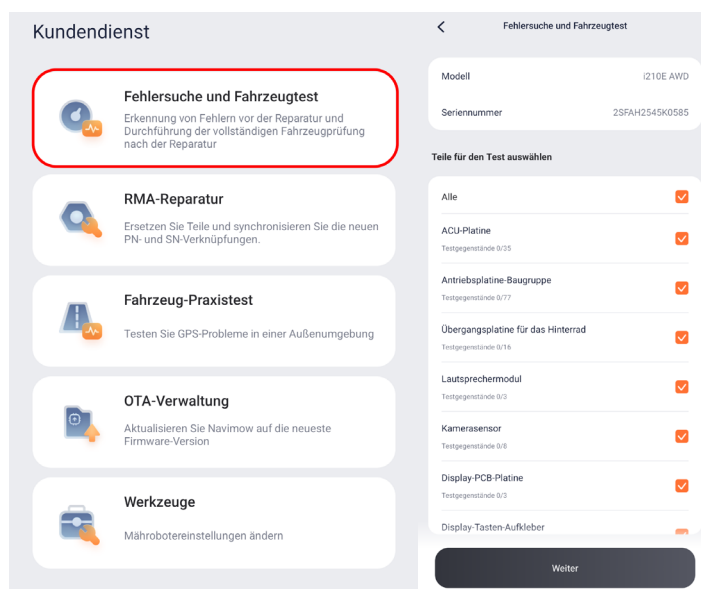 Kundendienst
Fehlersuche und Fahrzeugtest
Erkennung von Fehlern vor der Reparatur und
Durchführung der vollständigen Fahrzeugprüfung
nach der Reparatur
RMA-Reparatur
Ersetzen Sie Teile und synchronisieren Sie die neuen
PN- und SN-Verknüpfungen.
Fahrzeug-Praxistest
Testen Sie GPS-Probleme in einer Außenumgebung
OTA-Verwaltung
Aktualisieren Sie Navimow auf die neueste
Firmware-Version
Werkzeuge
Mährobotereinstellungen ändern
Fehlersuche und Fahrzeugtest
Modell i210E AWD
Seriennummer 2SFAH2545K0585
Teile für den Test auswählen
Alle
ACU-Platine
Testgegenstände 0/35
Antriebsplatine-Baugruppe
Testgegenstände 0/77
Übergangsplatine für das Hinterrad
Testgegenstände 0/16
Lautsprechermodul
Testgegenstände 0/3
Kamerasensor
Testgegenstände 0/8
Display-PCB-Platine
Testgegenstände 0/3
Display-Tasten-Aufkleber
Weiter